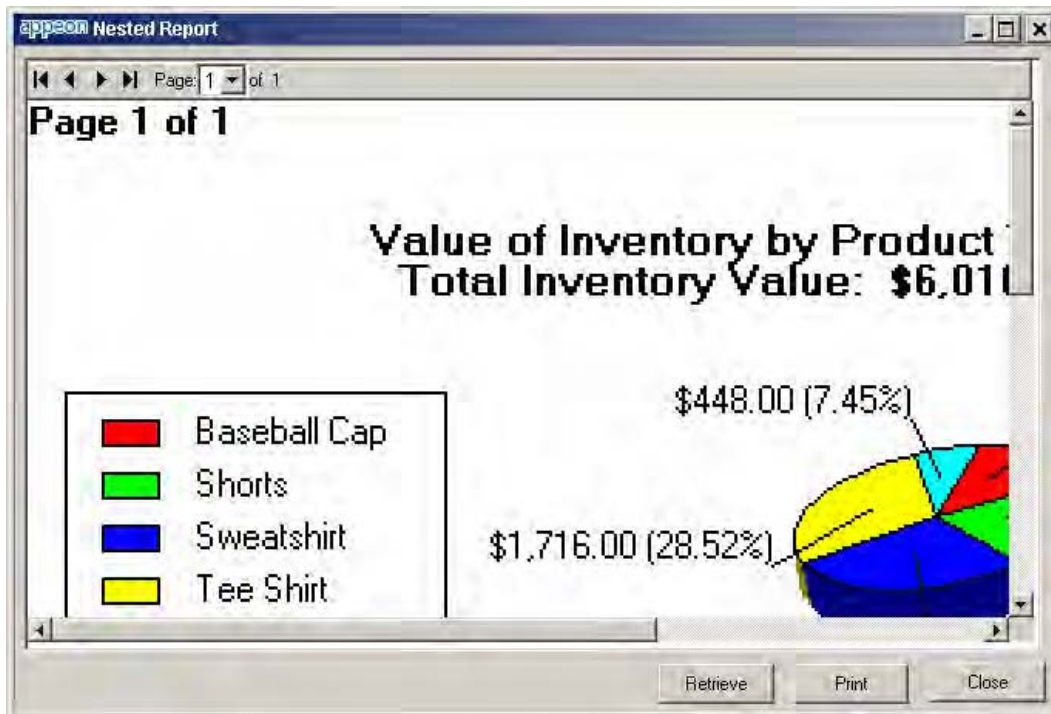 appeon Nested Report
Page: 1 of 1
Page 1 of 1
Value of Inventory by Product
Total Inventory Value: $6,01
$448.00 (7.45%)
Baseball Cap
Shorts
Sweatshirt
$1,716.00 (28.52%)
Tee Shirt
Retrieve Print Close